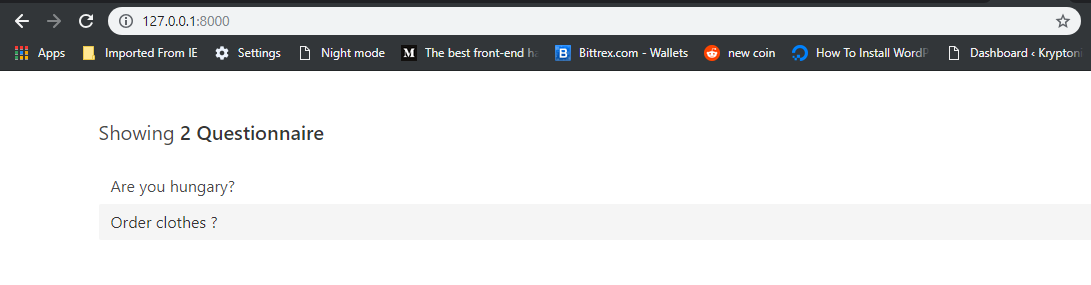 127.0.0.1:8000
Apps Imported From IE Settings Night mode M The best front-end ha B Bittrex.com - Wallets new coin How To Install WordP Dashboard ‹ Krypton
Showing 2 Questionnaire
Are you hungary?
Order clothes ?